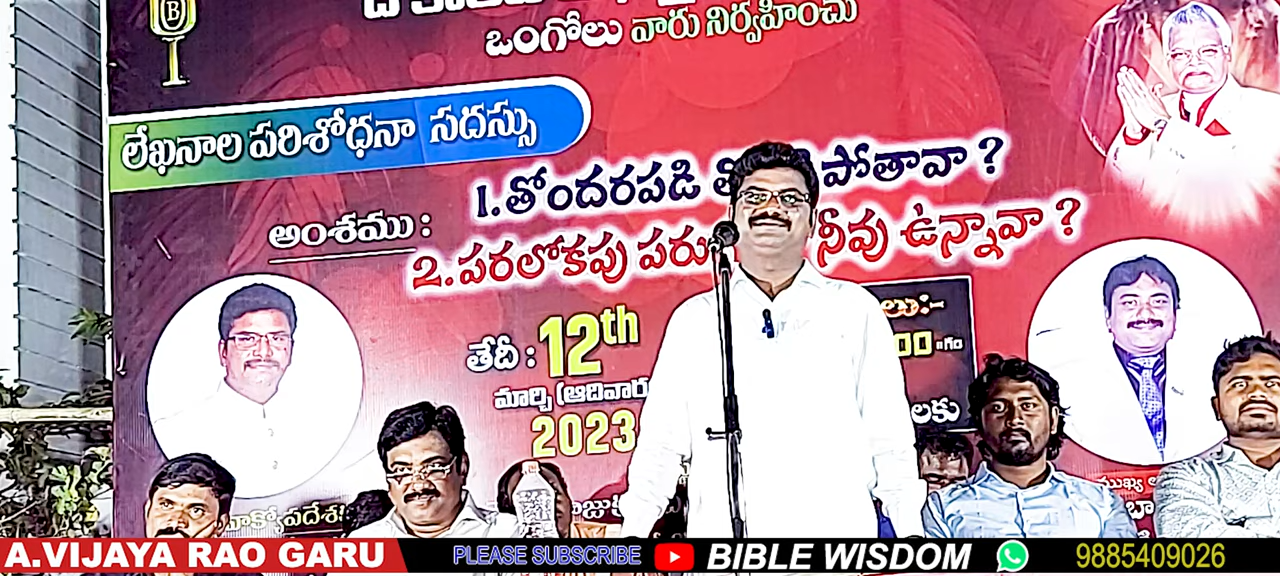 B
ఒంగోలు వారు నిర్వహించు
లేఖనాల పరిశోధనా సదస్సు
అంశము :
1. తోందరపడి పోతావా ?
2. పరలోకపు నీవు ఉన్నావా ?
తేదీ : 12th
మార్చి (ఆదివారం
2023
ముఖ్య
A.VIJAYA RAO GARU PLEASE SUBSCRIBE BIBLE WISDOM 9885409026